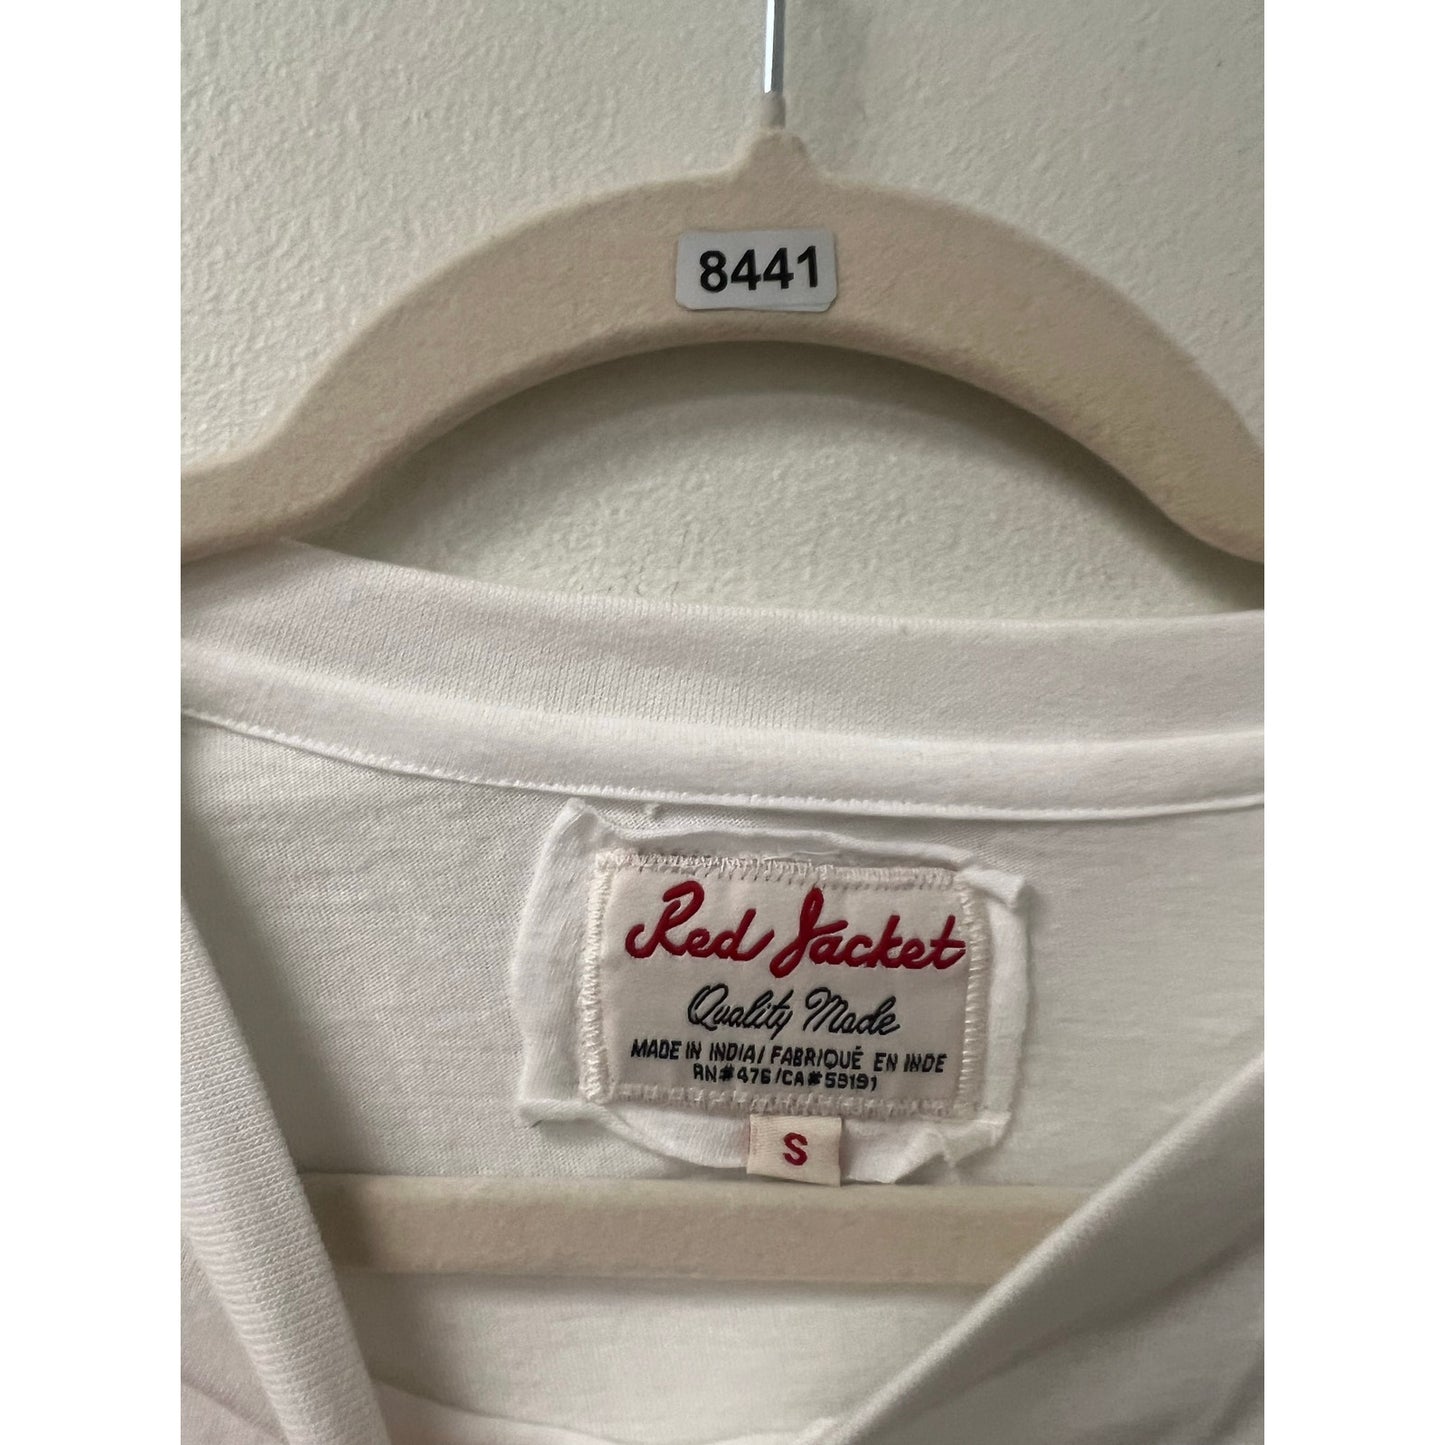 8441
Red Jacket
Quality Made
MADE IN INDIA/ FABRIQUÉ EN INDE
RN#476/CA#59191
S